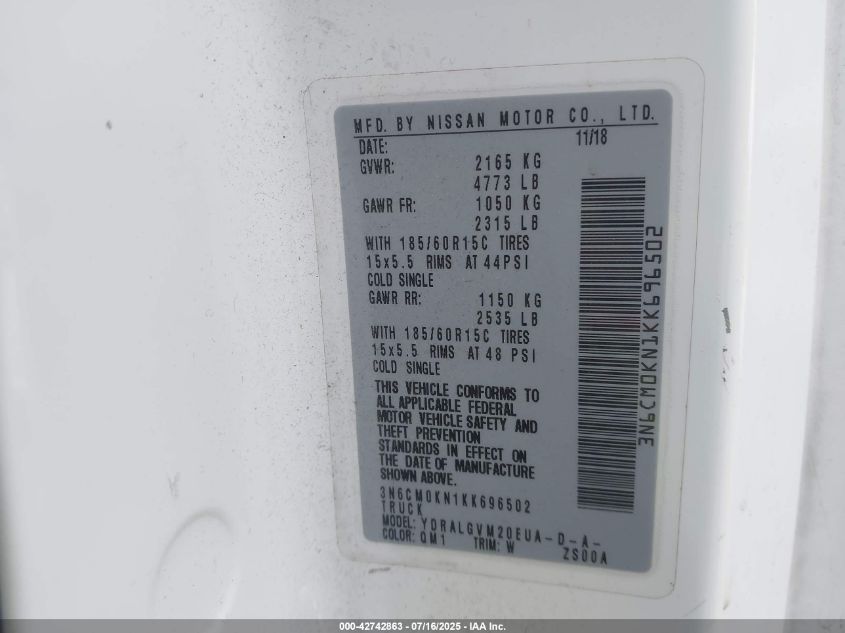 MFD. BY NISSAN MOTOR CO., LTD.
DATE: 11/18
GVWR: 2165 KG
4773 LB
GAWR FR: 1050 KG
2315 LB
WITH 185/60R15C TIRES
15x5.5 RIMS AT 44PSI
COLD SINGLE
GAWR RR: 1150 KG
2535 LB
WITH 185/60R15C TIRES
15x5.5 RIMS AT 48 PSI
COLD SINGLE
THIS VEHICLE CONFORMS TO
ALL APPLICABLE FEDERAL
MOTOR VEHICLE SAFETY AND
THEFT PREVENTION
STANDARDS IN EFFECT ON
THE DATE OF MANUFACTURE
SHOWN ABOVE.
3N6CM0KN1KK696502
TRUCK
MODEL: YDRALGVM20EUA-D-A-
COLOR: QM1 TRIM: W ZS00A
3N6CM0KN1KK696502
000-42742863 - 07/16/2025 - IAA Inc.